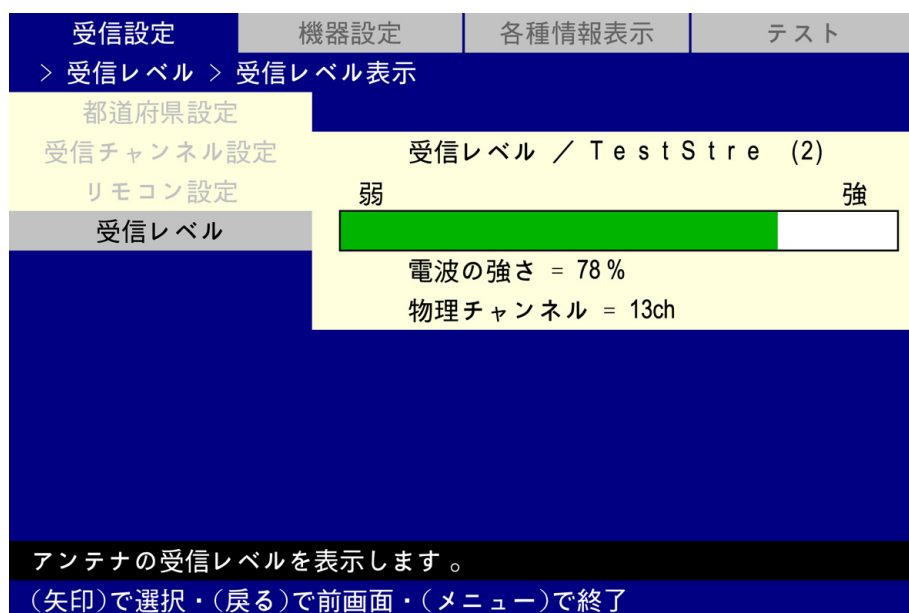 受信設定 機器設定 各種情報表示 テスト
> 受信レベル > 受信レベル表示
都道府県設定
受信チャンネル設定
リモコン設定
受信レベル
受信レベル / TestStre (2)
弱 強
電波の強さ = 78%
物理チャンネル = 13ch
アンテナの受信レベルを表示します。
(矢印)で選択・(戻る)で前画面・(メニュー)で終了